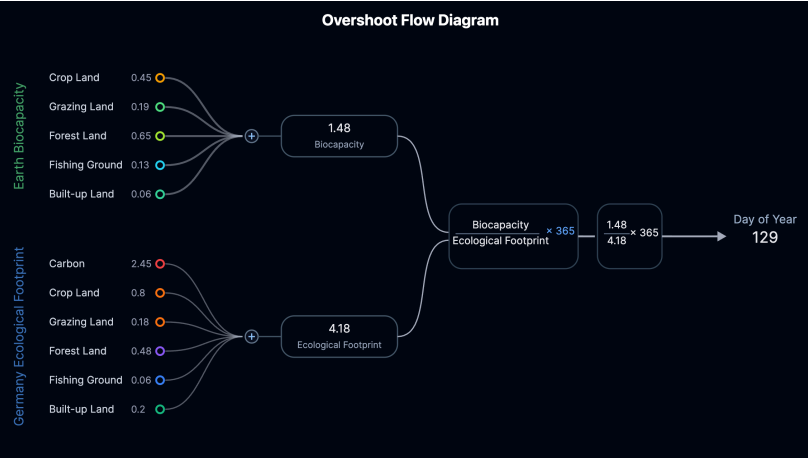 Overshoot Flow Diagram
Earth Biocapacity
Crop Land 0.45
Grazing Land 0.19
Forest Land 0.65
Fishing Ground 0.13
Built-up Land 0.06
+
1.48
Biocapacity
Germany Ecological Footprint
Carbon 2.45
Crop Land 0.8
Grazing Land 0.18
Forest Land 0.48
Fishing Ground 0.06
Built-up Land 0.2
+
4.18
Ecological Footprint
Biocapacity
× 365
Ecological Footprint
1.48
× 365
4.18
Day of Year
129